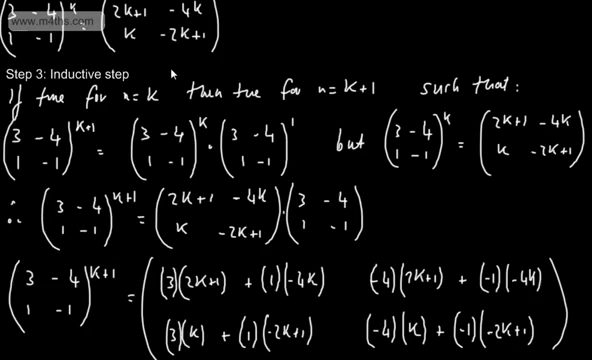 www.m4ths.com
(3 -4; 1 -1)^K = (2K+1 -4K; K -2K+1)
Step 3: Inductive step
If true for n=K then true for n=K+1 such that:
(3 -4; 1 -1)^K+1 = (3 -4; 1 -1)^K · (3 -4; 1 -1)^1 but (3 -4; 1 -1)^K = (2K+1 -4K; K -2K+1)
∴ (3 -4; 1 -1)^K+1 = (2K+1 -4K; K -2K+1) · (3 -4; 1 -1)
(3 -4; 1 -1)^K+1 = ((3)(2K+1) + (1)(-4K) (-4)(2K+1) + (-1)(-4K); (3)(K) + (1)(-2K+1) (-4)(K) + (-1)(-2K+1))